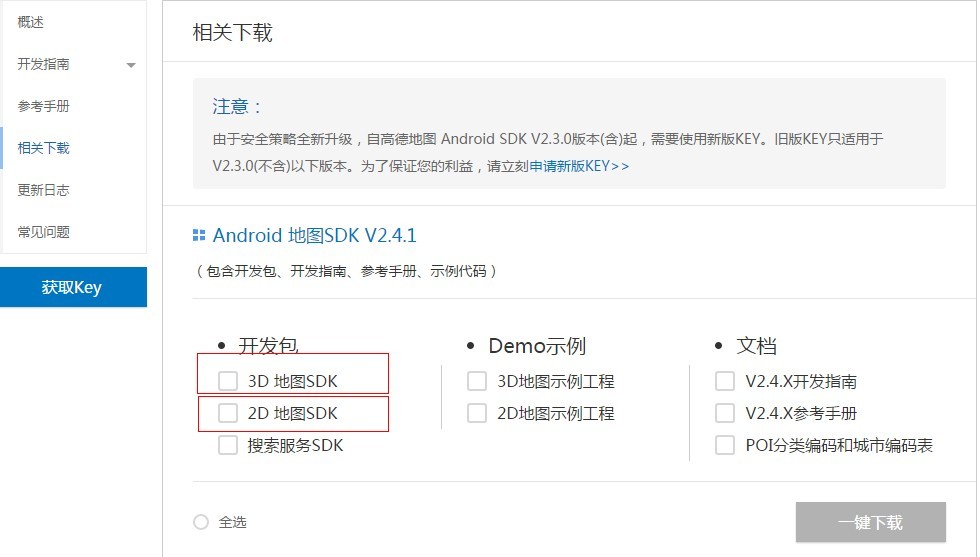 概述
开发指南
参考手册
相关下载
更新日志
常见问题
获取Key
相关下载
注意：
由于安全策略全新升级，自高德地图 Android SDK V2.3.0版本(含)起，需要使用新版KEY。旧版KEY只适用于
V2.3.0(不含)以下版本。为了保证您的利益，请立刻申请新版KEY>>
Android 地图SDK V2.4.1
（包含开发包、开发指南、参考手册、示例代码）
开发包
3D 地图SDK
2D 地图SDK
搜索服务SDK
Demo示例
3D地图示例工程
2D地图示例工程
文档
V2.4.X开发指南
V2.4.X参考手册
POI分类编码和城市编码表
全选
一键下载